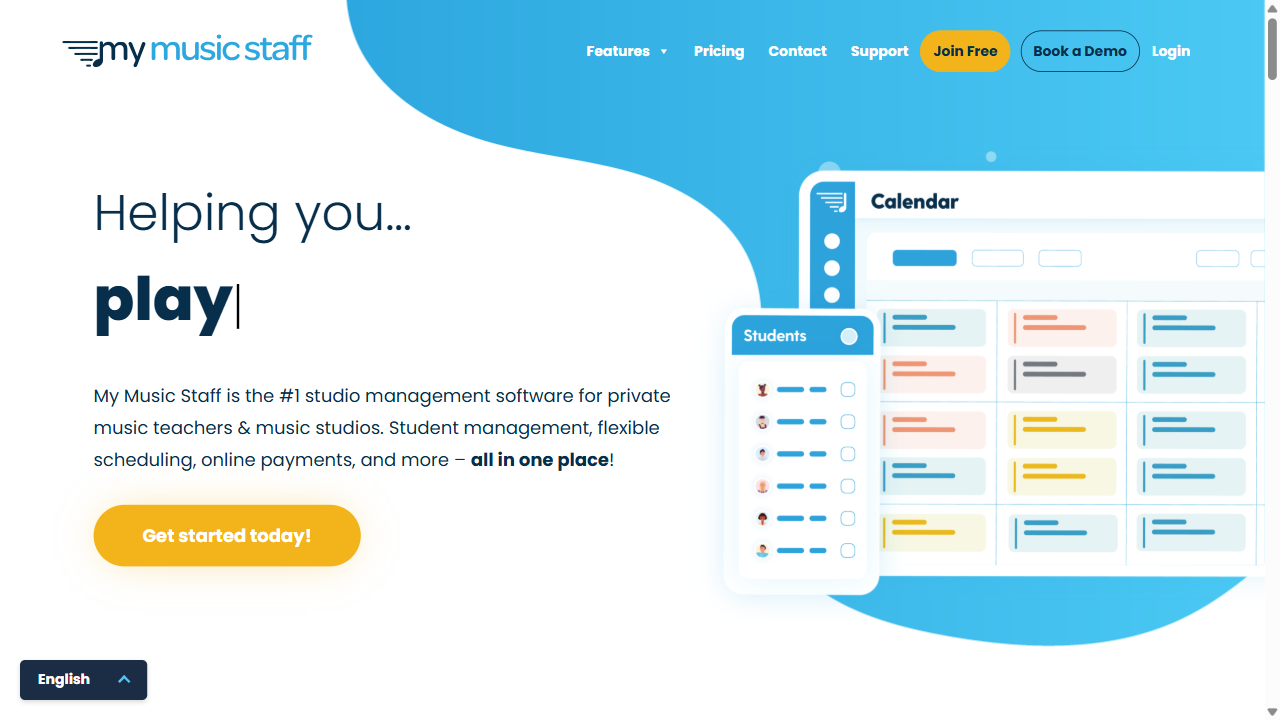 my music staff
Features
Pricing
Contact
Support
Join Free
Book a Demo
Login
Helping you...
play
My Music Staff is the #1 studio management software for private
music teachers & music studios. Student management, flexible
scheduling, online payments, and more – all in one place!
Get started today!
Calendar
Students
English